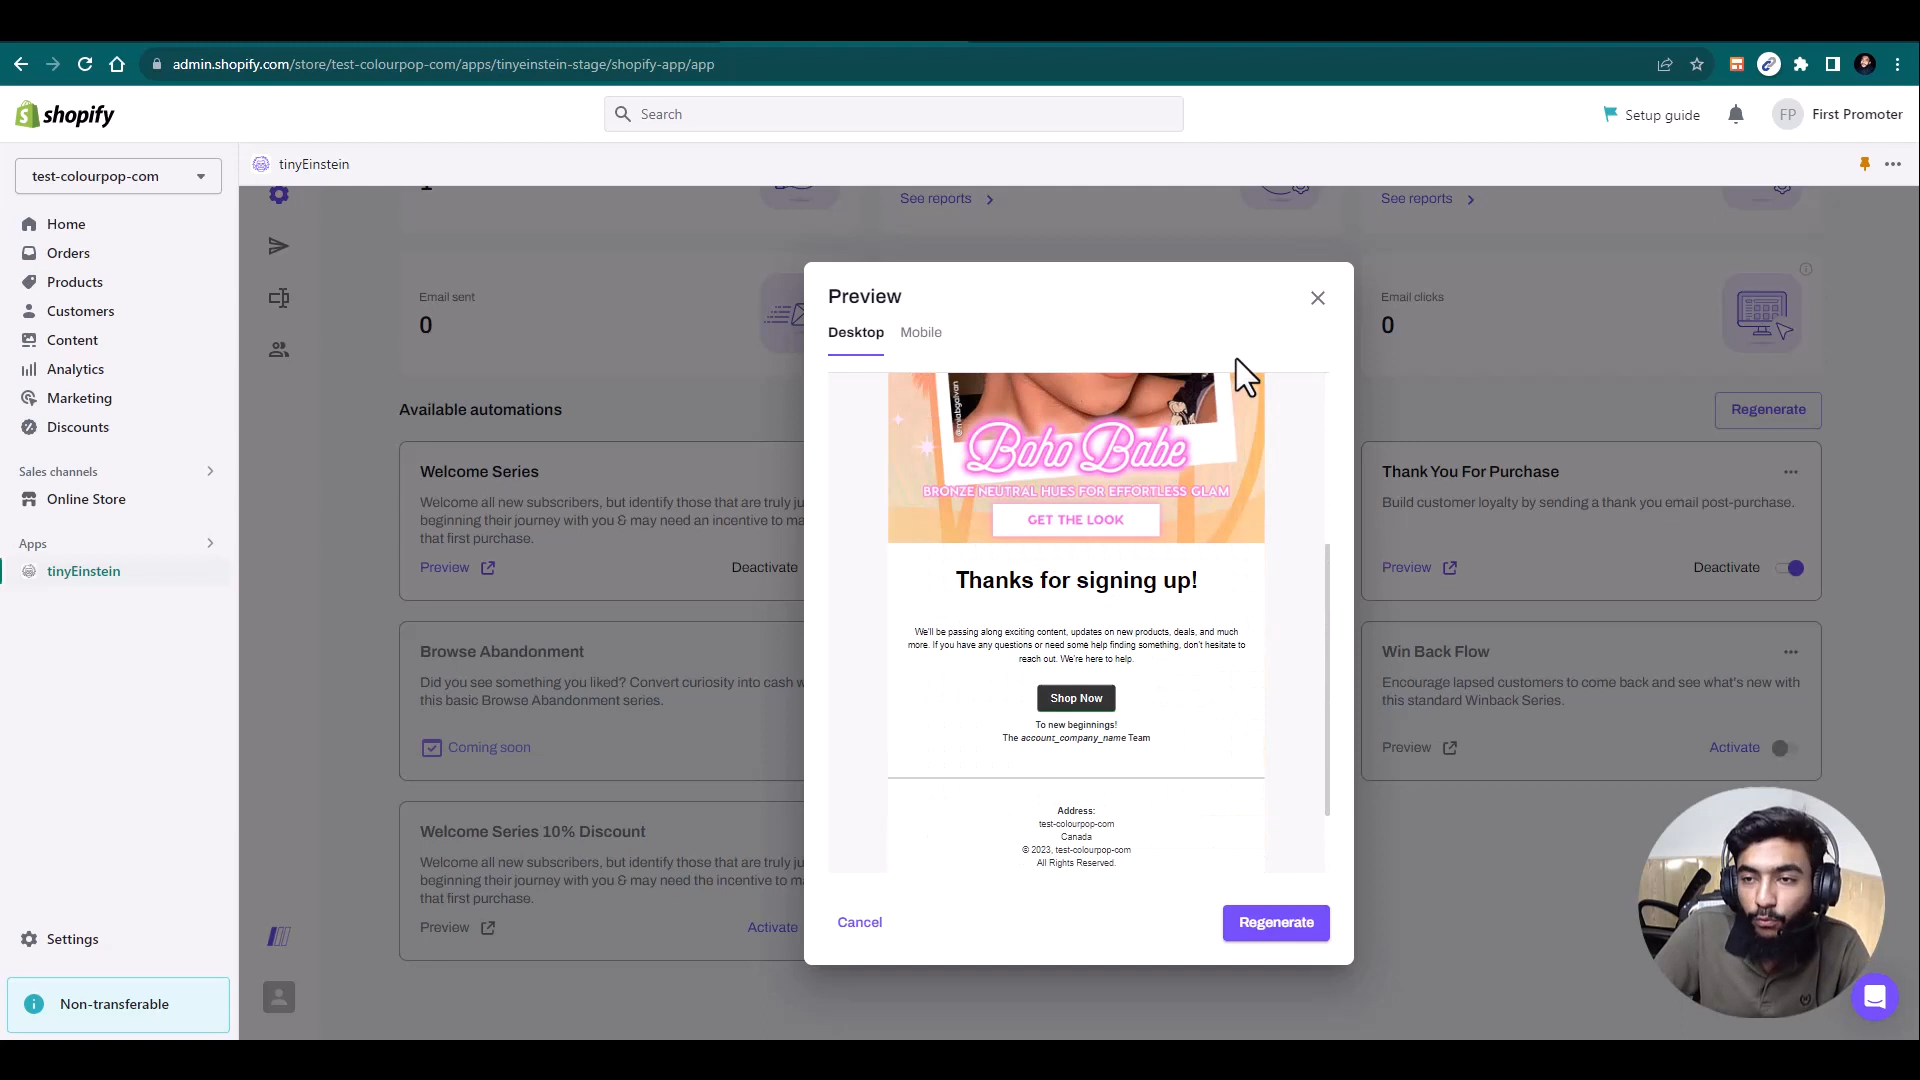 admin.shopify.com/store/test-colourpop-com/apps/tinyeinstein-stage/shopify-app/app
shopify
Search
Setup guide
FP
First Promoter
test-colourpop-com
tinyEinstein
Home
Orders
Products
Customers
Content
Analytics
Marketing
Discounts
Sales channels
Online Store
Apps
tinyEinstein
Settings
Non-transferable
See reports
See reports
Email sent
0
Email clicks
0
Available automations
Regenerate
Welcome Series
Welcome all new subscribers, but identify those that are truly ju
beginning their journey with you & may need an incentive to ma
that first purchase.
Preview
Deactivate
Thank You For Purchase
Build customer loyalty by sending a thank you email post-purchase.
Preview
Deactivate
Browse Abandonment
Did you see something you liked? Convert curiosity into cash w
this basic Browse Abandonment series.
Coming soon
Win Back Flow
Encourage lapsed customers to come back and see what's new with
this standard Winback Series.
Preview
Activate
Welcome Series 10% Discount
Welcome all new subscribers, but identify those that are truly ju
beginning their journey with you & may need the incentive to ma
that first purchase.
Preview
Activate
Preview
Desktop
Mobile
@miabgalvan
Boho Babe
BRONZE NEUTRAL HUES FOR EFFORTLESS GLAM
GET THE LOOK
Thanks for signing up!
We'll be passing along exciting content, updates on new products, deals, and much
more. If you have any questions or need some help finding something, don't hesitate to
reach out. We're here to help.
Shop Now
To new beginnings!
The account_company_name Team
Address:
test-colourpop-com
Canada
© 2023, test-colourpop-com
All Rights Reserved.
Cancel
Regenerate